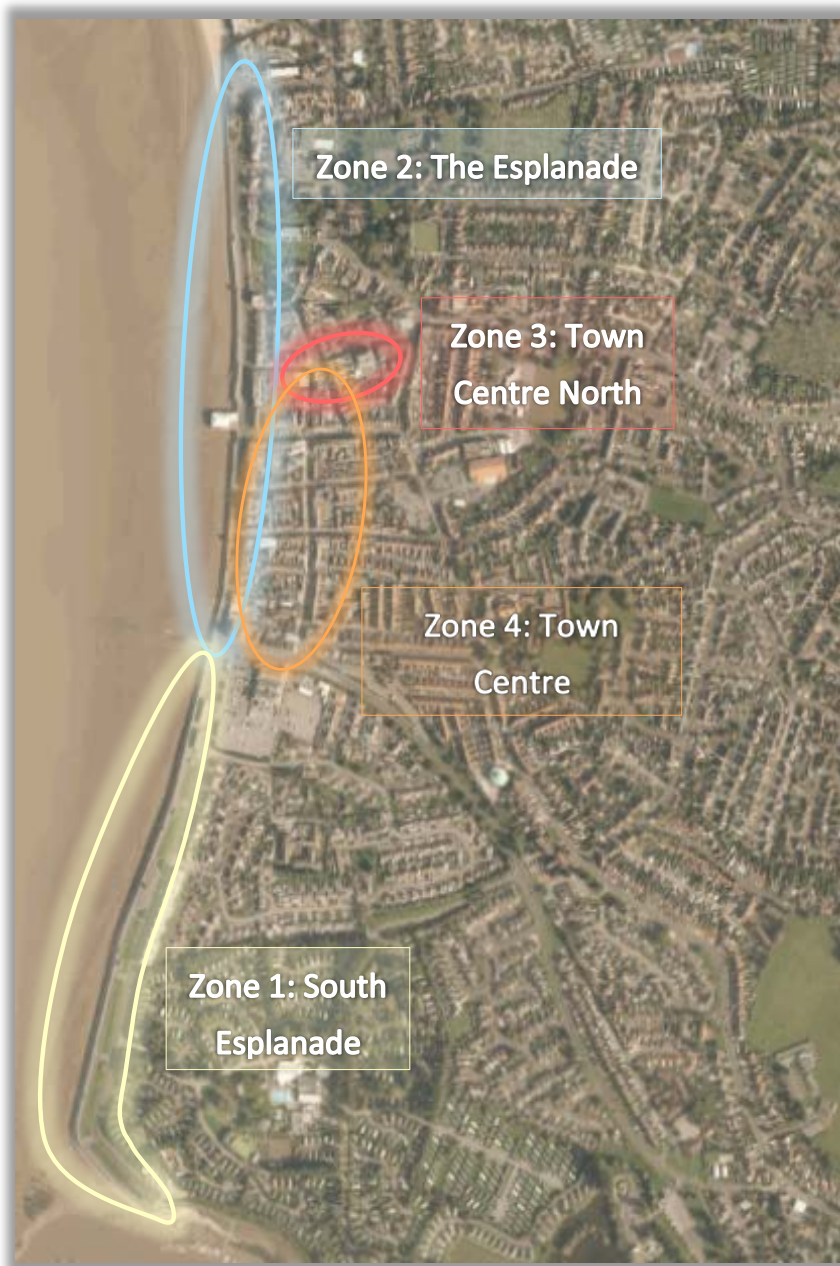 Zone 2: The Esplanade
Zone 3: Town
Centre North
Zone 4: Town
Centre
Zone 1: South
Esplanade